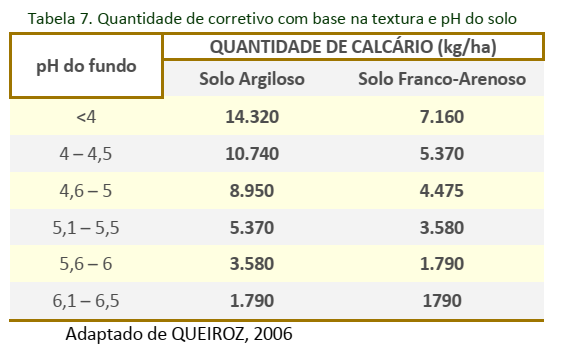 Tabela 7. Quantidade de corretivo com base na textura e pH do solo
pH do fundo QUANTIDADE DE CALCÁRIO (kg/ha)
Solo Argiloso Solo Franco-Arenoso
<4 14.320 7.160
4 – 4,5 10.740 5.370
4,6 – 5 8.950 4.475
5,1 – 5,5 5.370 3.580
5,6 – 6 3.580 1.790
6,1 – 6,5 1.790 1790
Adaptado de QUEIROZ, 2006